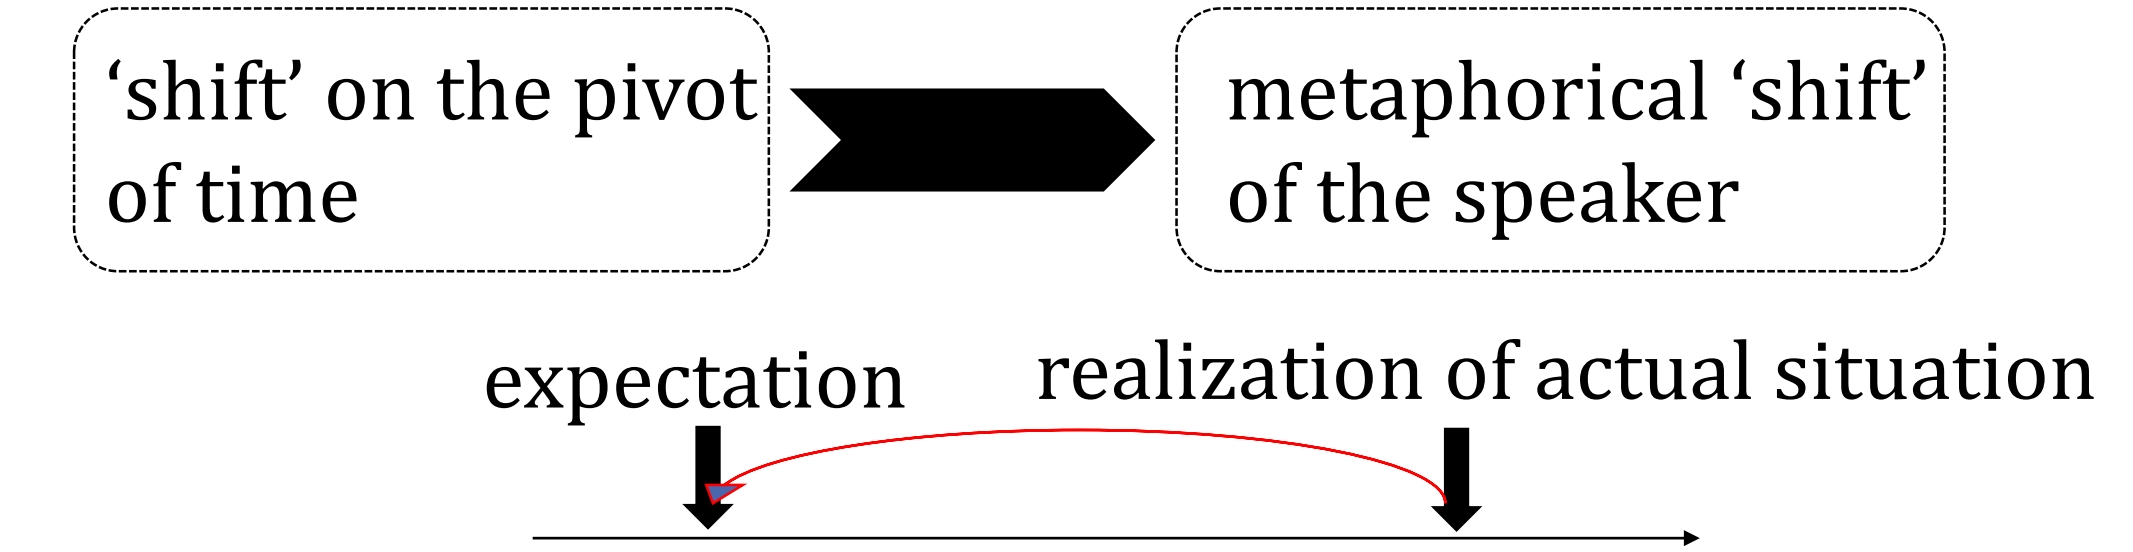 ‘shift’ on the pivot
of time
metaphorical ‘shift’
of the speaker
expectation
realization of actual situation